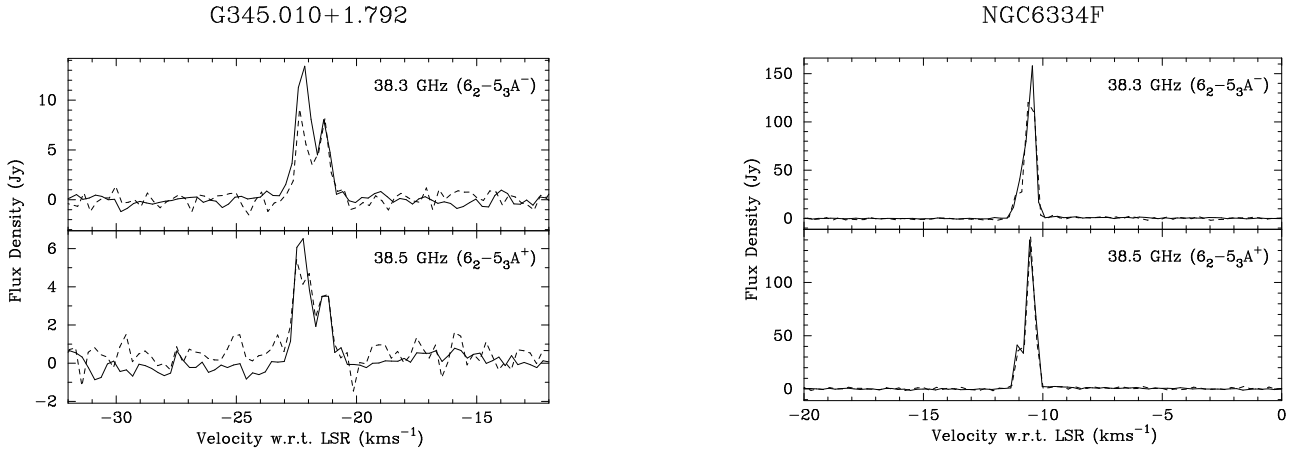 G345.010+1.792
NGC6334F
38.3 GHz (6₂−5₃A⁻)
10
5
0
Flux Density (Jy)
38.5 GHz (6₂−5₃A⁺)
6
4
2
0
−2
−30
−25
−20
−15
Velocity w.r.t. LSR (kms⁻¹)
38.3 GHz (6₂−5₃A⁻)
150
100
50
0
Flux Density (Jy)
38.5 GHz (6₂−5₃A⁺)
100
50
0
−20
−15
−10
−5
0
Velocity w.r.t. LSR (kms⁻¹)